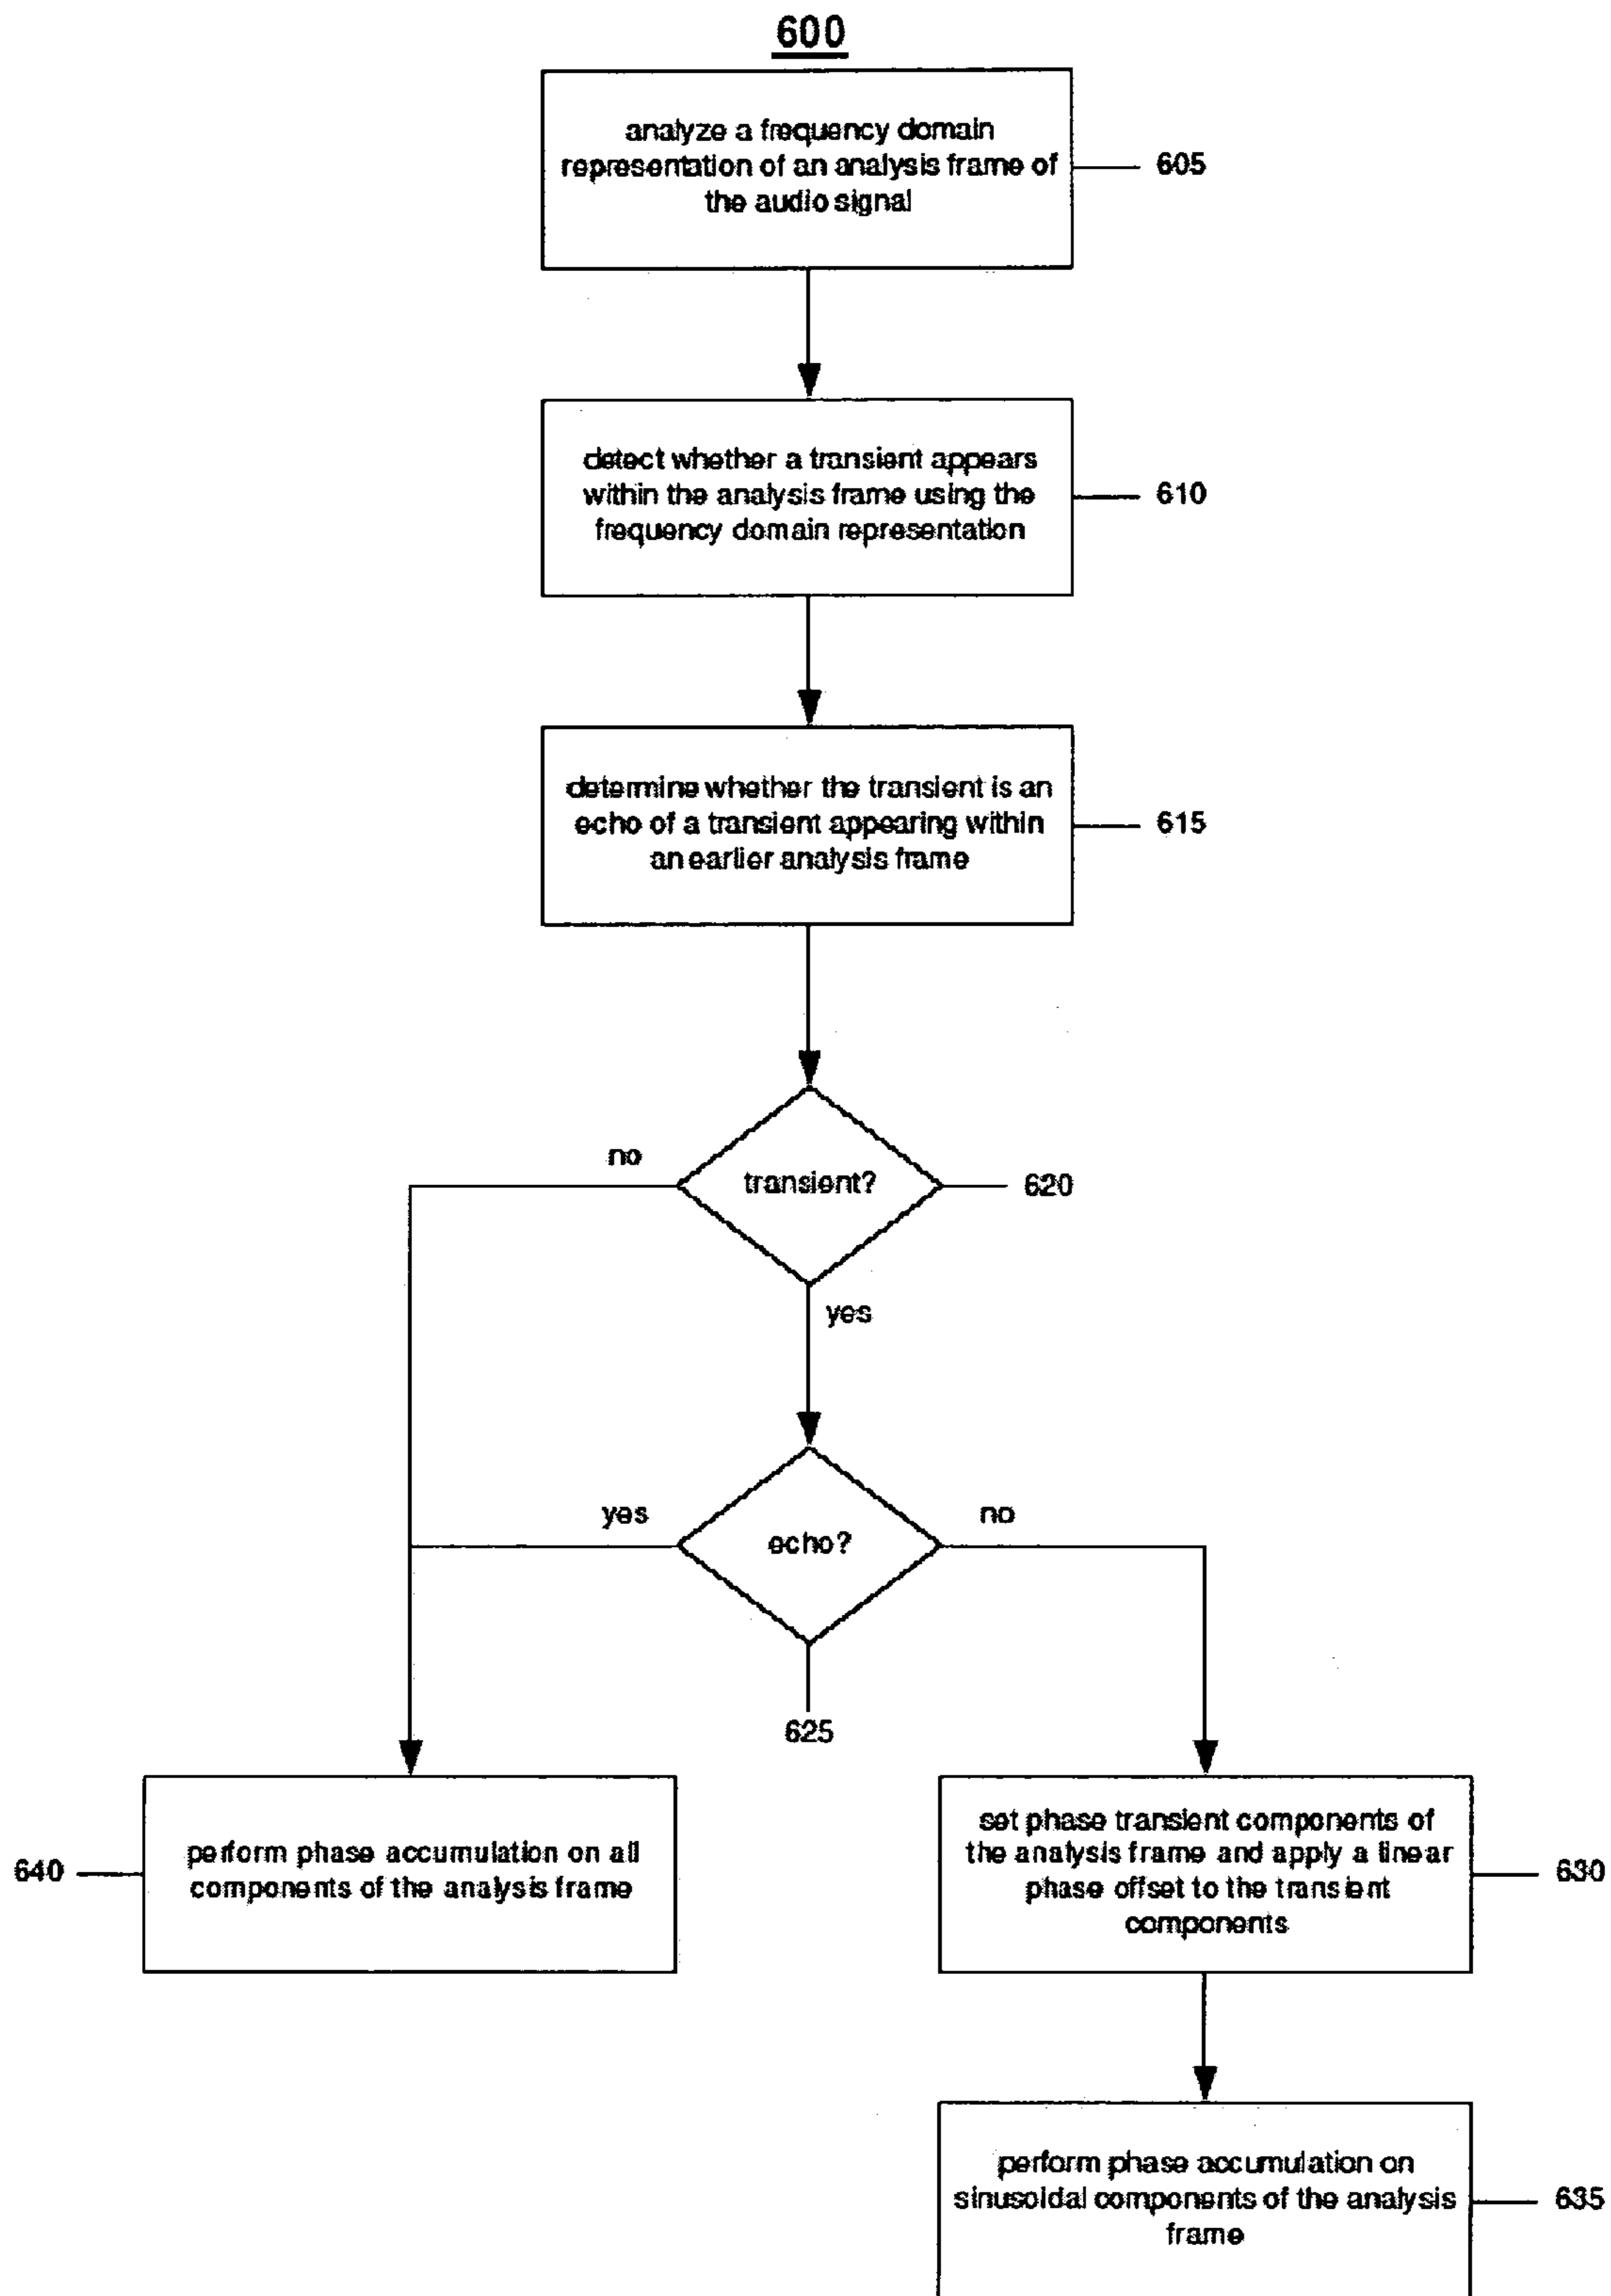 600
analyze a frequency domain
representation of an analysis frame of
the audio signal
605
detect whether a transient appears
within the analysis frame using the
frequency domain representation
610
determine whether the transient is an
echo of a transient appearing within
an earlier analysis frame
615
no
transient?
620
yes
yes
echo?
no
625
640
perform phase accumulation on all
components of the analysis frame
set phase transient components of
the analysis frame and apply a linear
phase offset to the transient
components
630
perform phase accumulation on
sinusoidal components of the analysis
frame
635